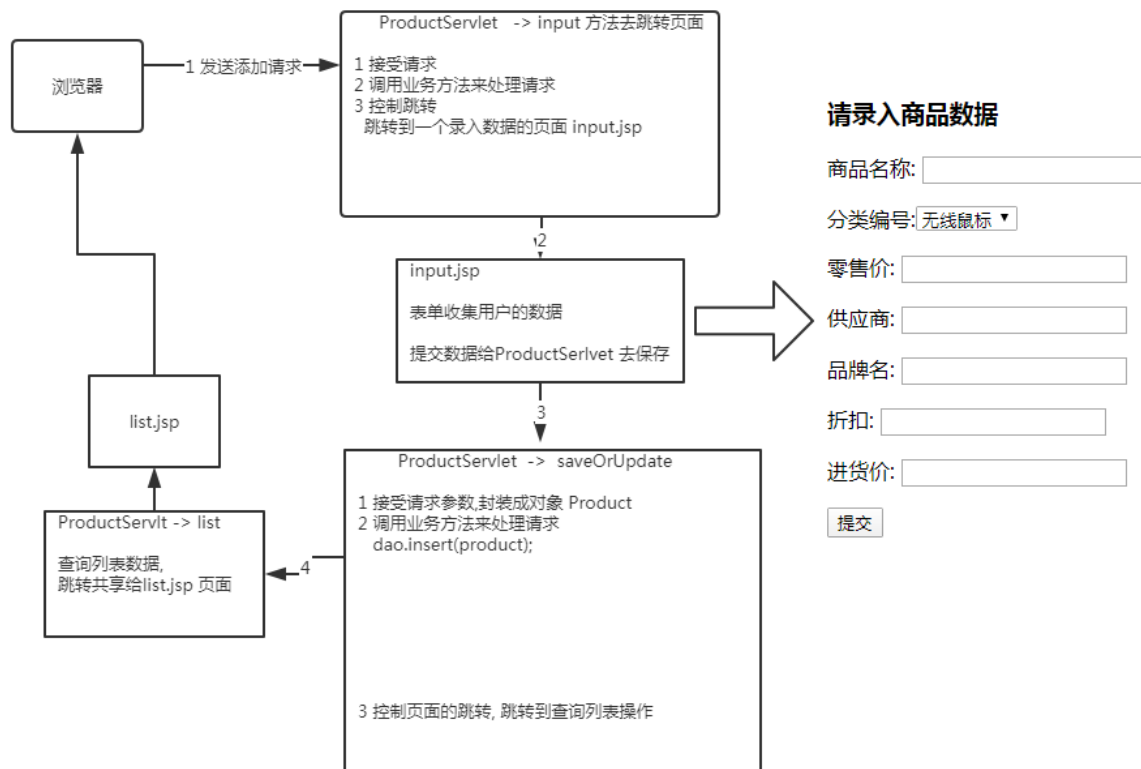 浏览器
1 发送添加请求
ProductServlet -> input 方法去跳转页面
1 接受请求
2 调用业务方法来处理请求
3 控制跳转
跳转到一个录入数据的页面 input.jsp
2
input.jsp
表单收集用户的数据
提交数据给ProductSerlvet 去保存
3
ProductServlet -> saveOrUpdate
1 接受请求参数,封装成对象 Product
2 调用业务方法来处理请求
dao.insert(product);
3 控制页面的跳转, 跳转到查询列表操作
4
ProductServlt -> list
查询列表数据,
跳转共享给list.jsp 页面
list.jsp
请录入商品数据
商品名称:
分类编号: 无线鼠标 ▼
零售价:
供应商:
品牌名:
折扣:
进货价:
提交